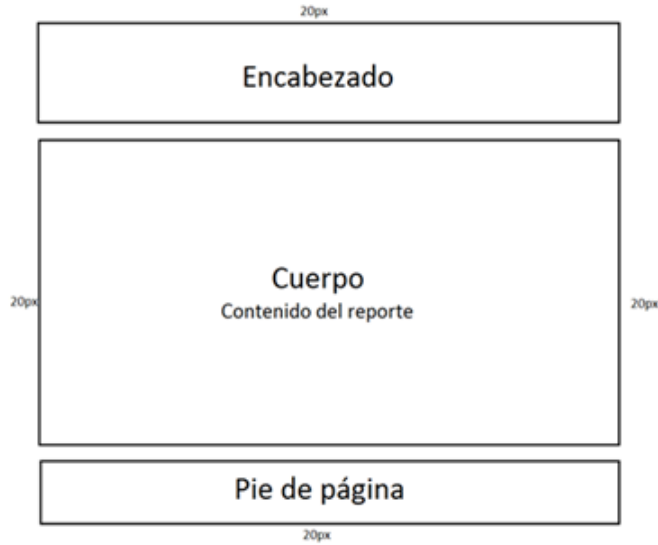 20px
Encabezado
Cuerpo
Contenido del reporte
20px
20px
Pie de página
20px